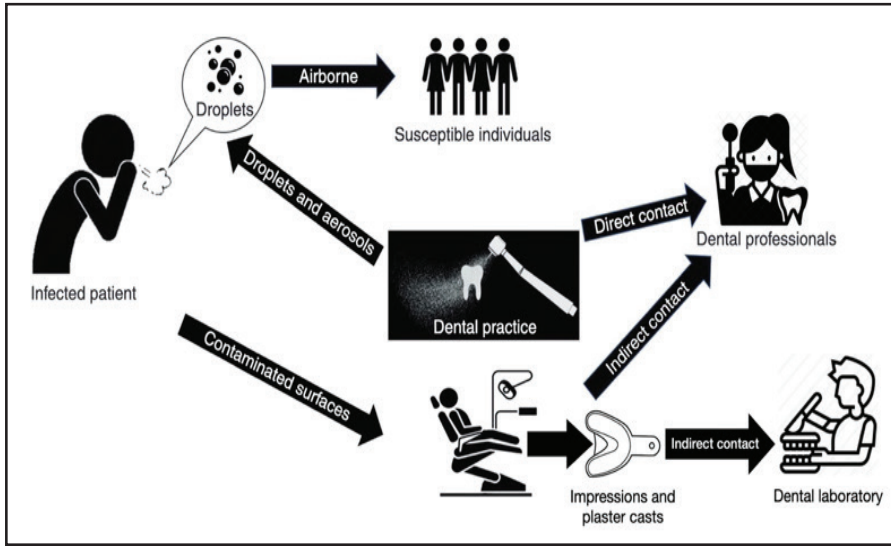 Droplets
Airborne
Susceptible individuals
Infected patient
Droplets and aerosols
Direct contact
Dental professionals
Dental practice
Indirect contact
Contaminated surfaces
Impressions and
plaster casts
Indirect contact
Dental laboratory